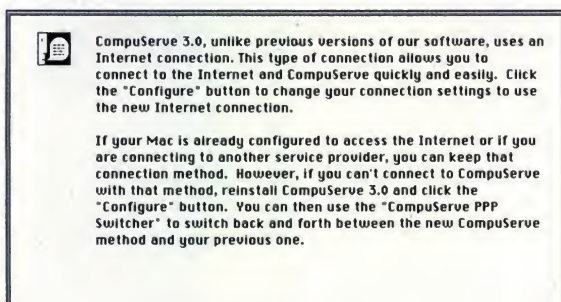 CompuServe 3.0, unlike previous versions of our software, uses an
Internet connection. This type of connection allows you to
connect to the Internet and CompuServe quickly and easily. Click
the "Configure" button to change your connection settings to use
the new Internet connection.
If your Mac is already configured to access the Internet or if you
are connecting to another service provider, you can keep that
connection method. However, if you can't connect to CompuServe
with that method, reinstall CompuServe 3.0 and click the
"Configure" button. You can then use the "CompuServe PPP
Switcher" to switch back and forth between the new CompuServe
method and your previous one.